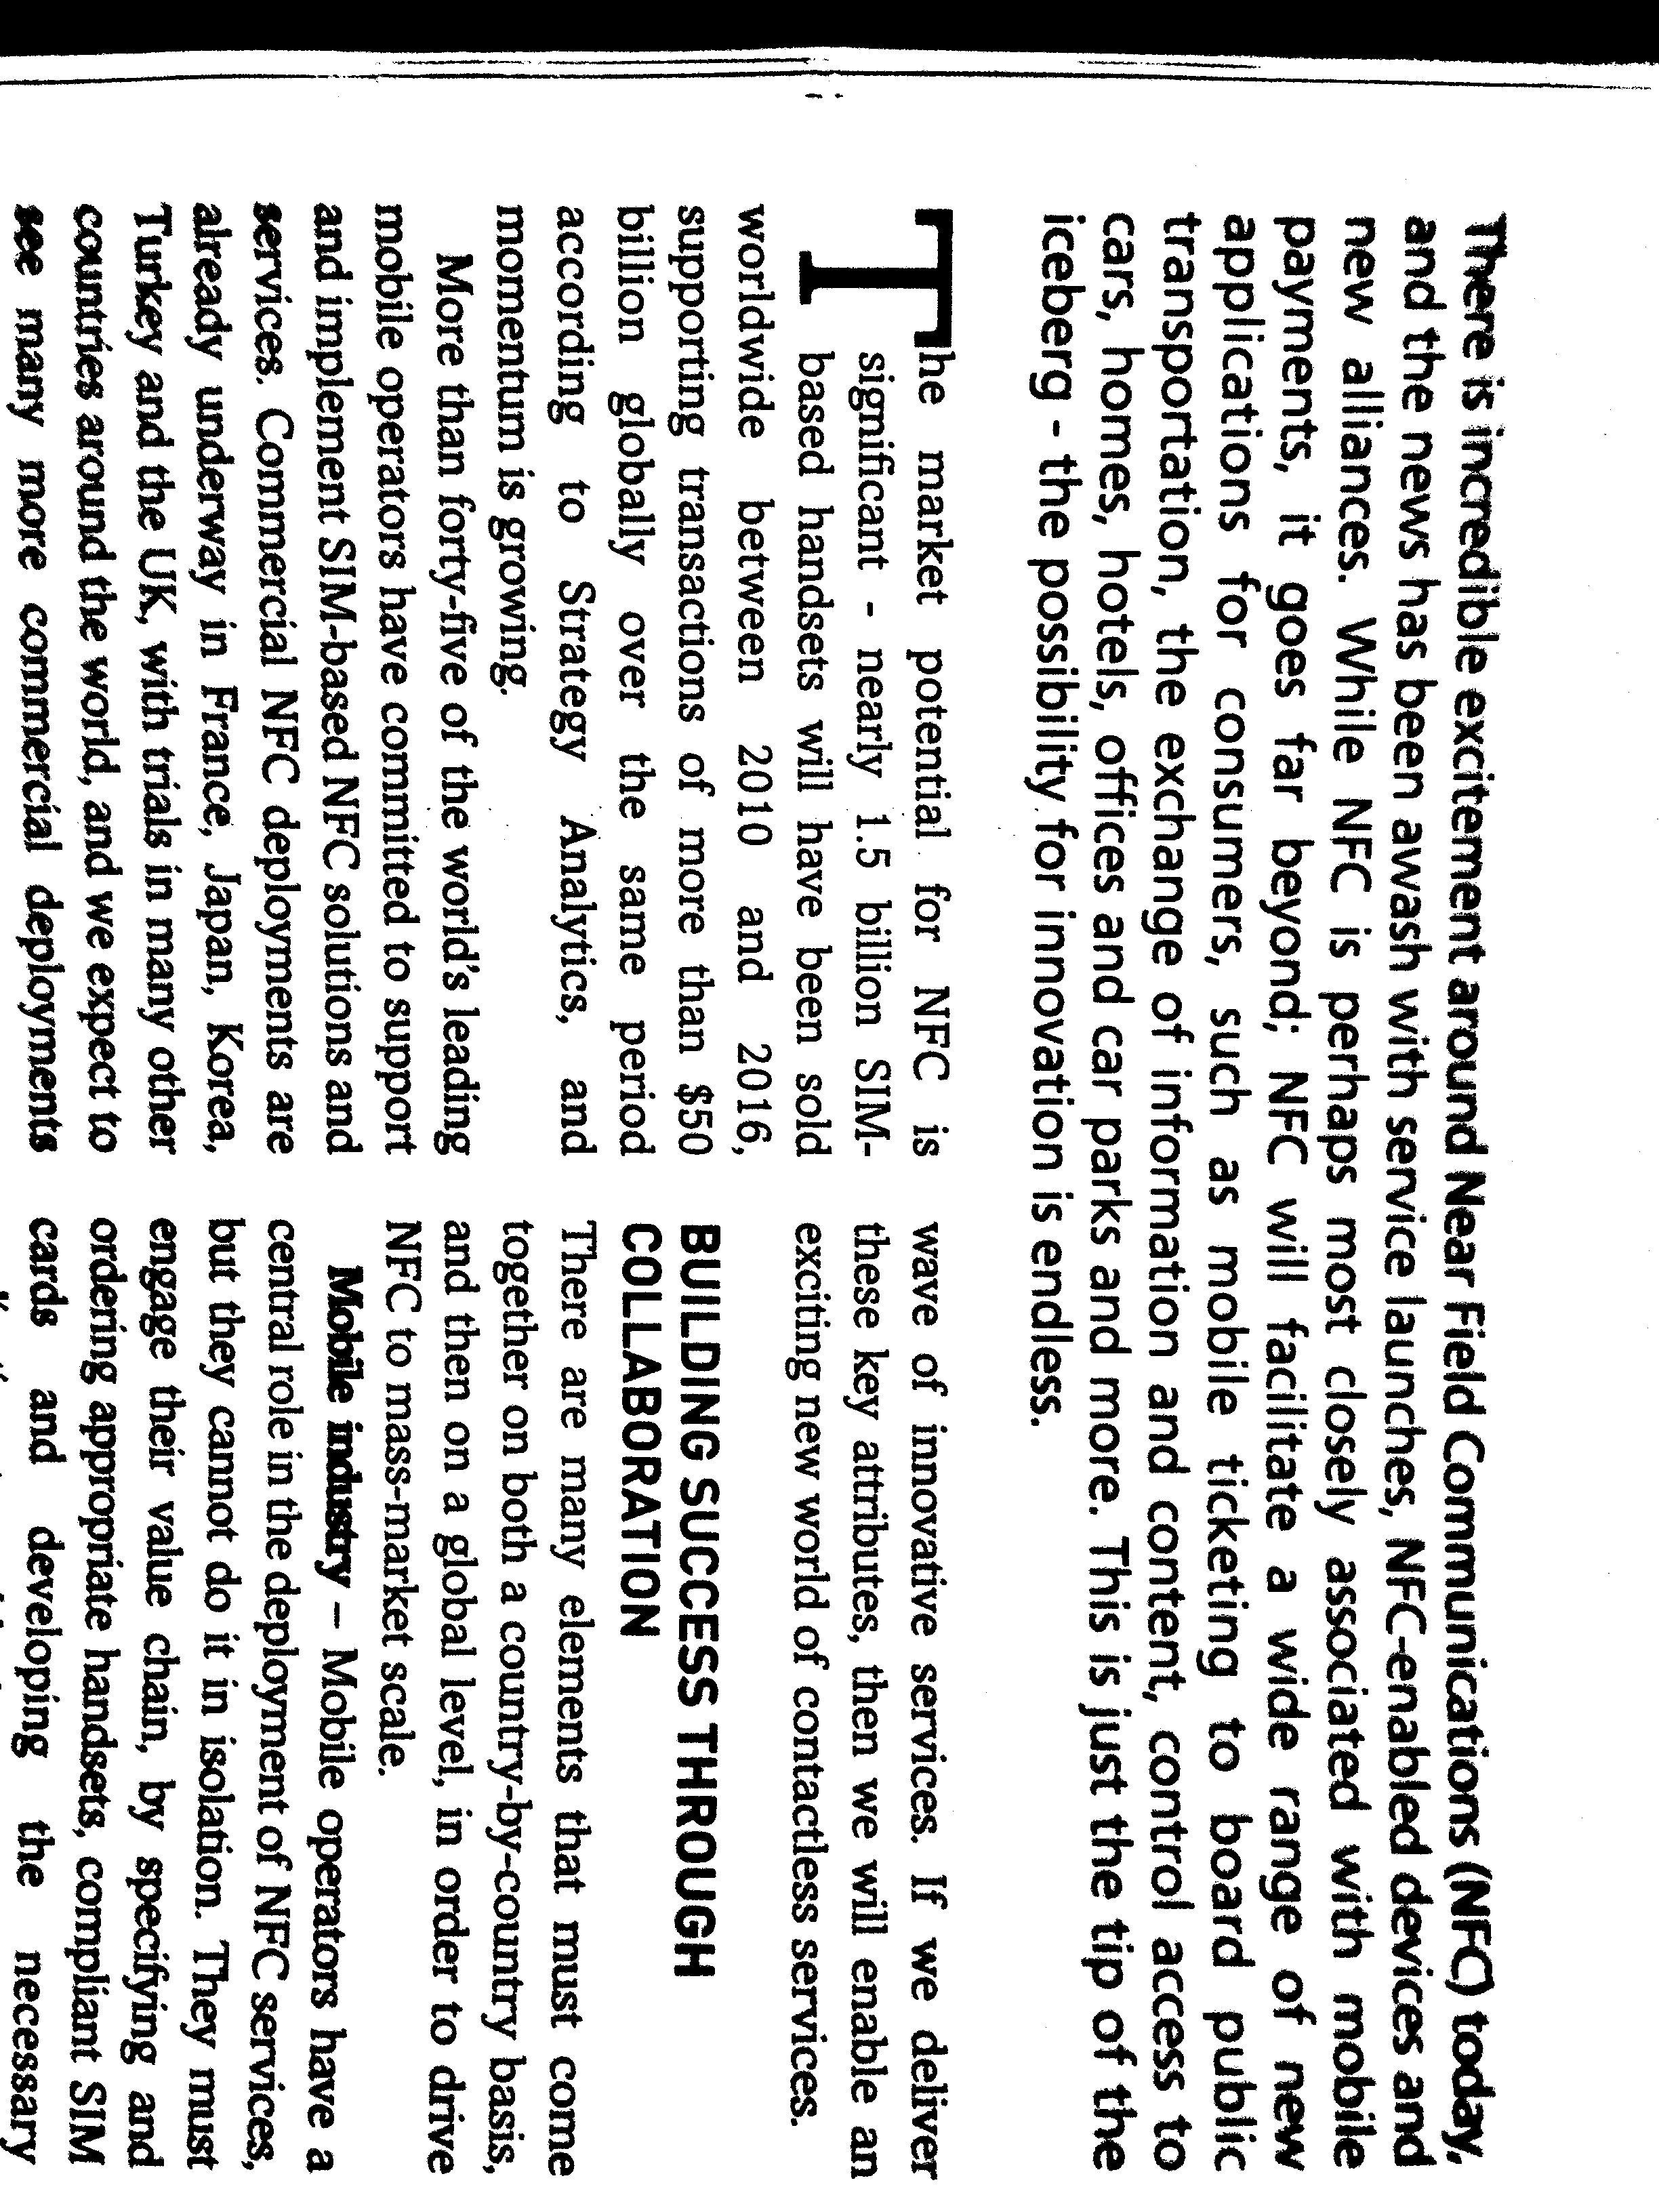 There is incredible excitement around Near Field Communications (NFC) today,
and the news has been awash with service launches, NFC-enabled devices and
new alliances. While NFC is perhaps most closely associated with mobile
payments, it goes far beyond; NFC will facilitate a wide range of new
applications for consumers, such as mobile ticketing to board public
transportation, the exchange of information and content, control access to
cars, homes, hotels, offices and car parks and more. This is just the tip of the
iceberg - the possibility for innovation is endless.
The market potential for NFC is
significant - nearly 1.5 billion SIM-
based handsets will have been sold
worldwide between 2010 and 2016,
supporting transactions of more than $50
billion globally over the same period
according to Strategy Analytics, and
momentum is growing.
More than forty-five of the world's leading
mobile operators have committed to support
and implement SIM-based NFC solutions and
services. Commercial NFC deployments are
already underway in France, Japan, Korea,
Turkey and the UK, with trials in many other
countries around the world, and we expect to
see many more commercial deployments
wave of innovative services. If we deliver
these key attributes, then we will enable an
exciting new world of contactless services.
BUILDING SUCCESS THROUGH
COLLABORATION
There are many elements that must come
together on both a country-by-country basis,
and then on a global level, in order to drive
NFC to mass-market scale.
Mobile industry – Mobile operators have a
central role in the deployment of NFC services,
but they cannot do it in isolation. They must
engage their value chain, by specifying and
ordering appropriate handsets, compliant SIM
cards and developing the necessary